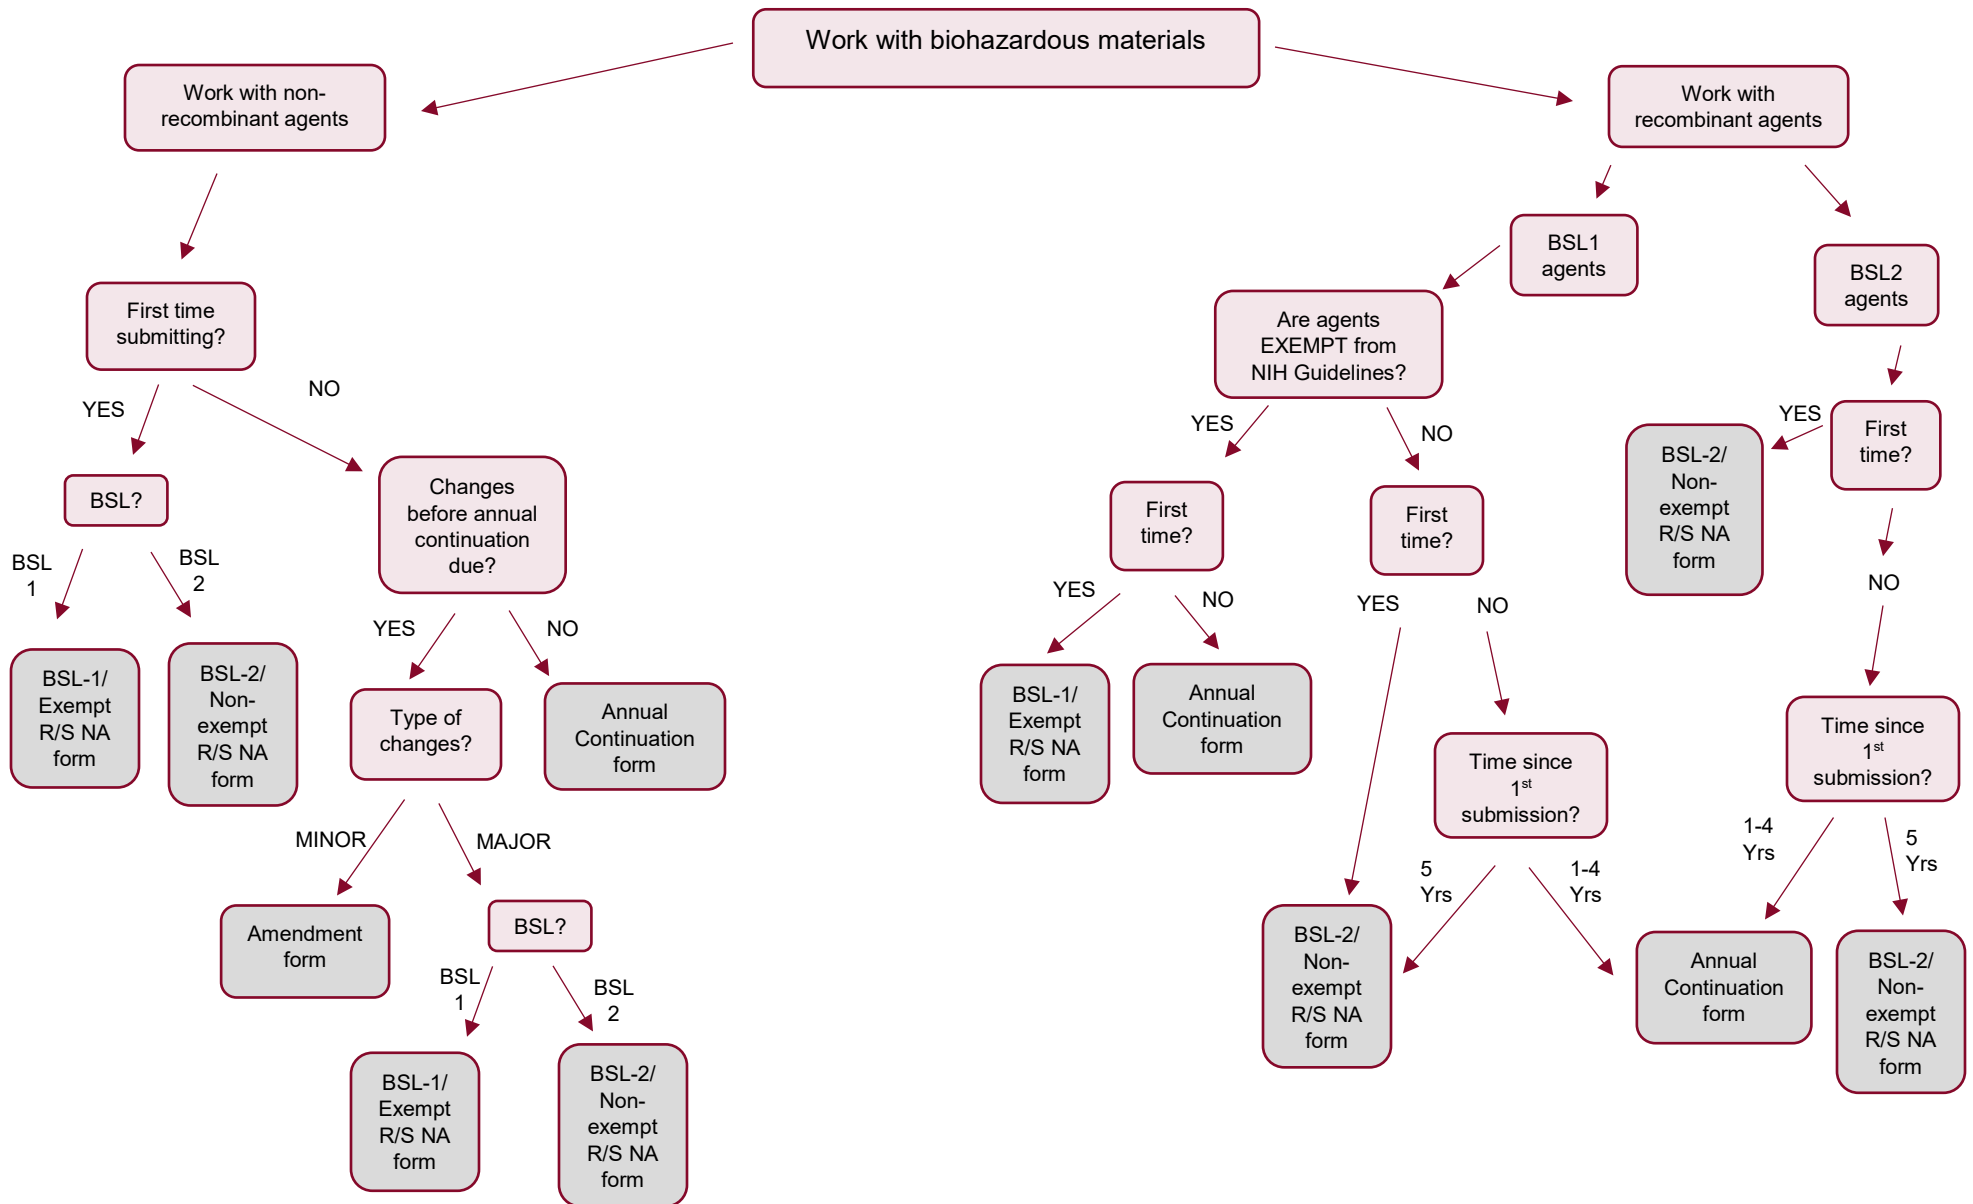 Work with biohazardous materials
Work with non-
recombinant agents
Work with
recombinant agents
First time
submitting?
YES
NO
BSL?
BSL
1
BSL
2
BSL-1/
Exempt
R/S NA
form
BSL-2/
Non-
exempt
R/S NA
form
Changes
before annual
continuation
due?
YES
NO
Type of
changes?
Annual
Continuation
form
MINOR
MAJOR
Amendment
form
BSL?
BSL
1
BSL
2
BSL-1/
Exempt
R/S NA
form
BSL-2/
Non-
exempt
R/S NA
form
BSL1
agents
Are agents
EXEMPT from
NIH Guidelines?
YES
NO
First
time?
YES
NO
BSL-1/
Exempt
R/S NA
form
Annual
Continuation
form
First
time?
YES
NO
Time since
1st
submission?
5
Yrs
1-4
Yrs
BSL-2/
Non-
exempt
R/S NA
form
BSL2
agents
First
time?
YES
BSL-2/
Non-
exempt
R/S NA
form
NO
Time since
1st
submission?
1-4
Yrs
5
Yrs
Annual
Continuation
form
BSL-2/
Non-
exempt
R/S NA
form